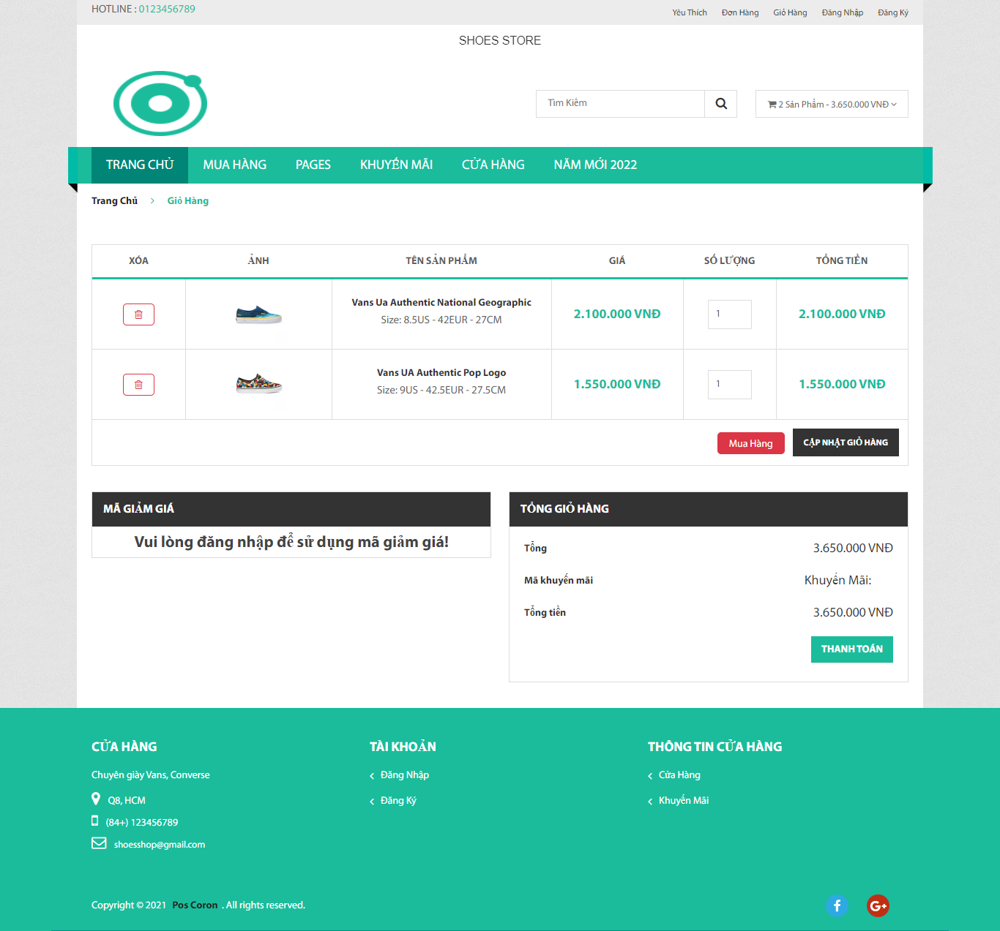 HOTLINE : 0123456789
Yêu Thích Đơn Hàng Giỏ Hàng Đăng Nhập Đăng Ký
SHOES STORE
Tìm Kiếm
2 Sản Phẩm - 3.650.000 VNĐ
TRANG CHỦ MUA HÀNG PAGES KHUYẾN MÃI CỬA HÀNG NĂM MỚI 2022
Trang Chủ Giỏ Hàng
XÓA ẢNH TÊN SẢN PHẨM GIÁ SỐ LƯỢNG TỔNG TIỀN
Vans Ua Authentic National Geographic
Size: 8.5US - 42EUR - 27CM
2.100.000 VNĐ 1 2.100.000 VNĐ
Vans UA Authentic Pop Logo
Size: 9US - 42.5EUR - 27.5CM
1.550.000 VNĐ 1 1.550.000 VNĐ
Mua Hàng CẬP NHẬT GIỎ HÀNG
MÃ GIẢM GIÁ
Vui lòng đăng nhập để sử dụng mã giảm giá!
TỔNG GIỎ HÀNG
Tổng 3.650.000 VNĐ
Mã khuyến mãi Khuyến Mãi:
Tổng tiền 3.650.000 VNĐ
THANH TOÁN
CỬA HÀNG
Chuyên giày Vans, Converse
Q8, HCM
(84+) 123456789
shoesshop@gmail.com
TÀI KHOẢN
Đăng Nhập
Đăng Ký
THÔNG TIN CỬA HÀNG
Cửa Hàng
Khuyến Mãi
Copyright © 2021 Pos Coron . All rights reserved.